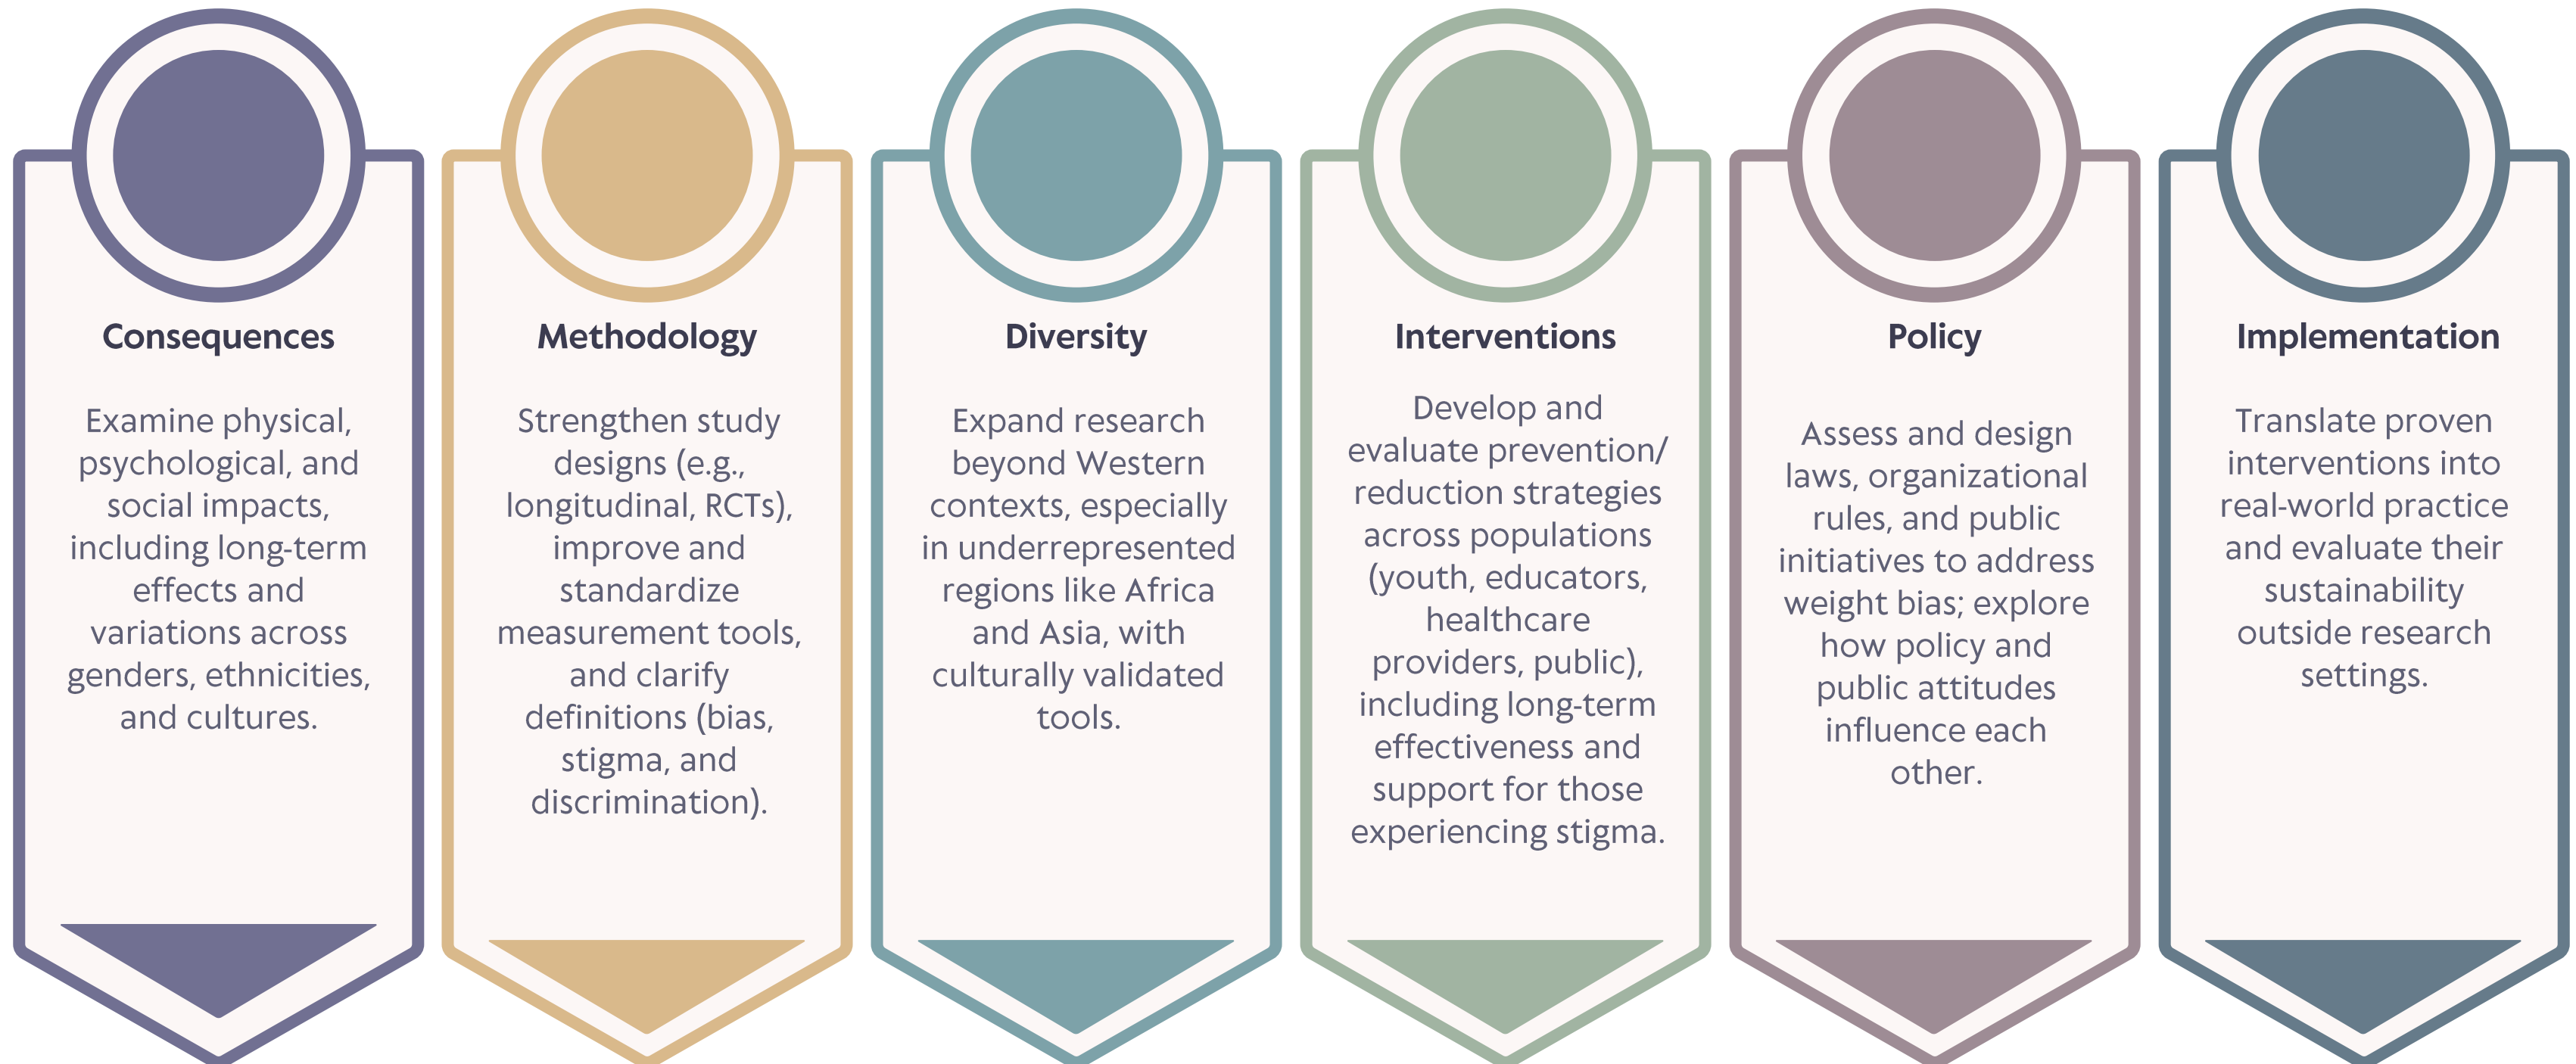 Consequences
Examine physical,
psychological, and
social impacts,
including long-term
effects and
variations across
genders, ethnicities,
and cultures.
Methodology
Strengthen study
designs (e.g.,
longitudinal, RCTs),
improve and
standardize
measurement tools,
and clarify
definitions (bias,
stigma, and
discrimination).
Diversity
Expand research
beyond Western
contexts, especially
in underrepresented
regions like Africa
and Asia, with
culturally validated
tools.
Interventions
Develop and
evaluate prevention/
reduction strategies
across populations
(youth, educators,
healthcare
providers, public),
including long-term
effectiveness and
support for those
experiencing stigma.
Policy
Assess and design
laws, organizational
rules, and public
initiatives to address
weight bias; explore
how policy and
public attitudes
influence each
other.
Implementation
Translate proven
interventions into
real-world practice
and evaluate their
sustainability
outside research
settings.